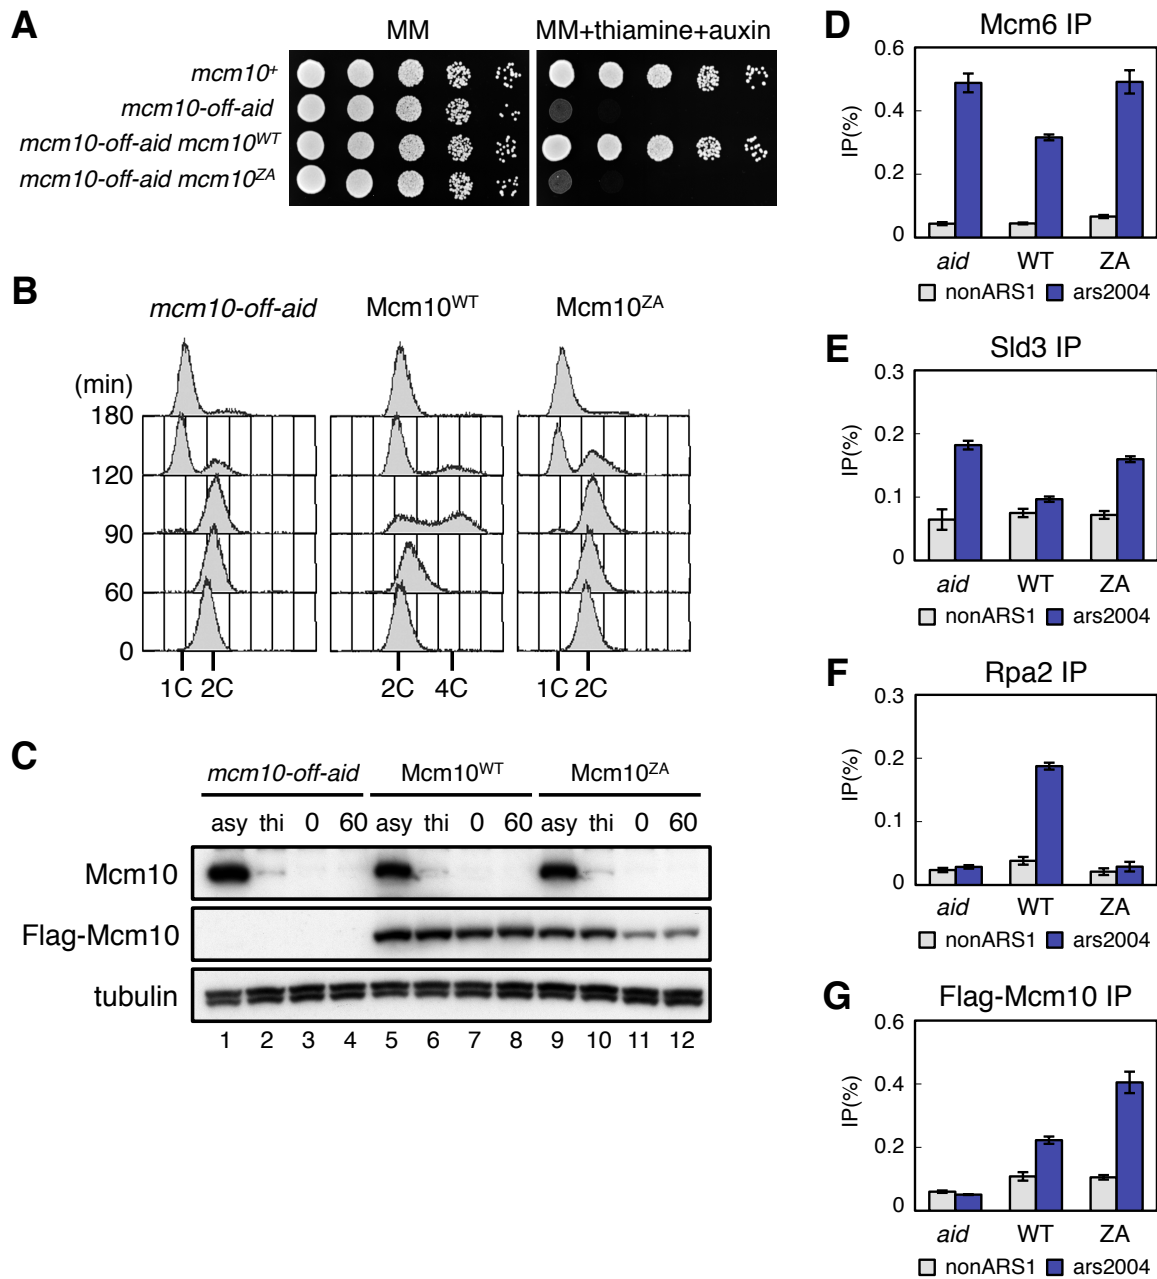 A
MM
MM+thiamine+auxin
mcm10+
mcm10-off-aid
mcm10-off-aid mcm10WT
mcm10-off-aid mcm10ZA
B
mcm10-off-aid
Mcm10WT
Mcm10ZA
(min)
180
120
90
60
0
1C 2C
2C 4C
1C 2C
C
mcm10-off-aid
Mcm10WT
Mcm10ZA
asy thi 0 60 asy thi 0 60 asy thi 0 60
Mcm10
Flag-Mcm10
tubulin
1 2 3 4 5 6 7 8 9 10 11 12
D
Mcm6 IP
IP(%)
0.6
0.4
0.2
0
aid WT ZA
nonARS1 ars2004
E
Sld3 IP
IP(%)
0.3
0.2
0.1
0
aid WT ZA
nonARS1 ars2004
F
Rpa2 IP
IP(%)
0.3
0.2
0.1
0
aid WT ZA
nonARS1 ars2004
G
Flag-Mcm10 IP
IP(%)
0.6
0.4
0.2
0
aid WT ZA
nonARS1 ars2004